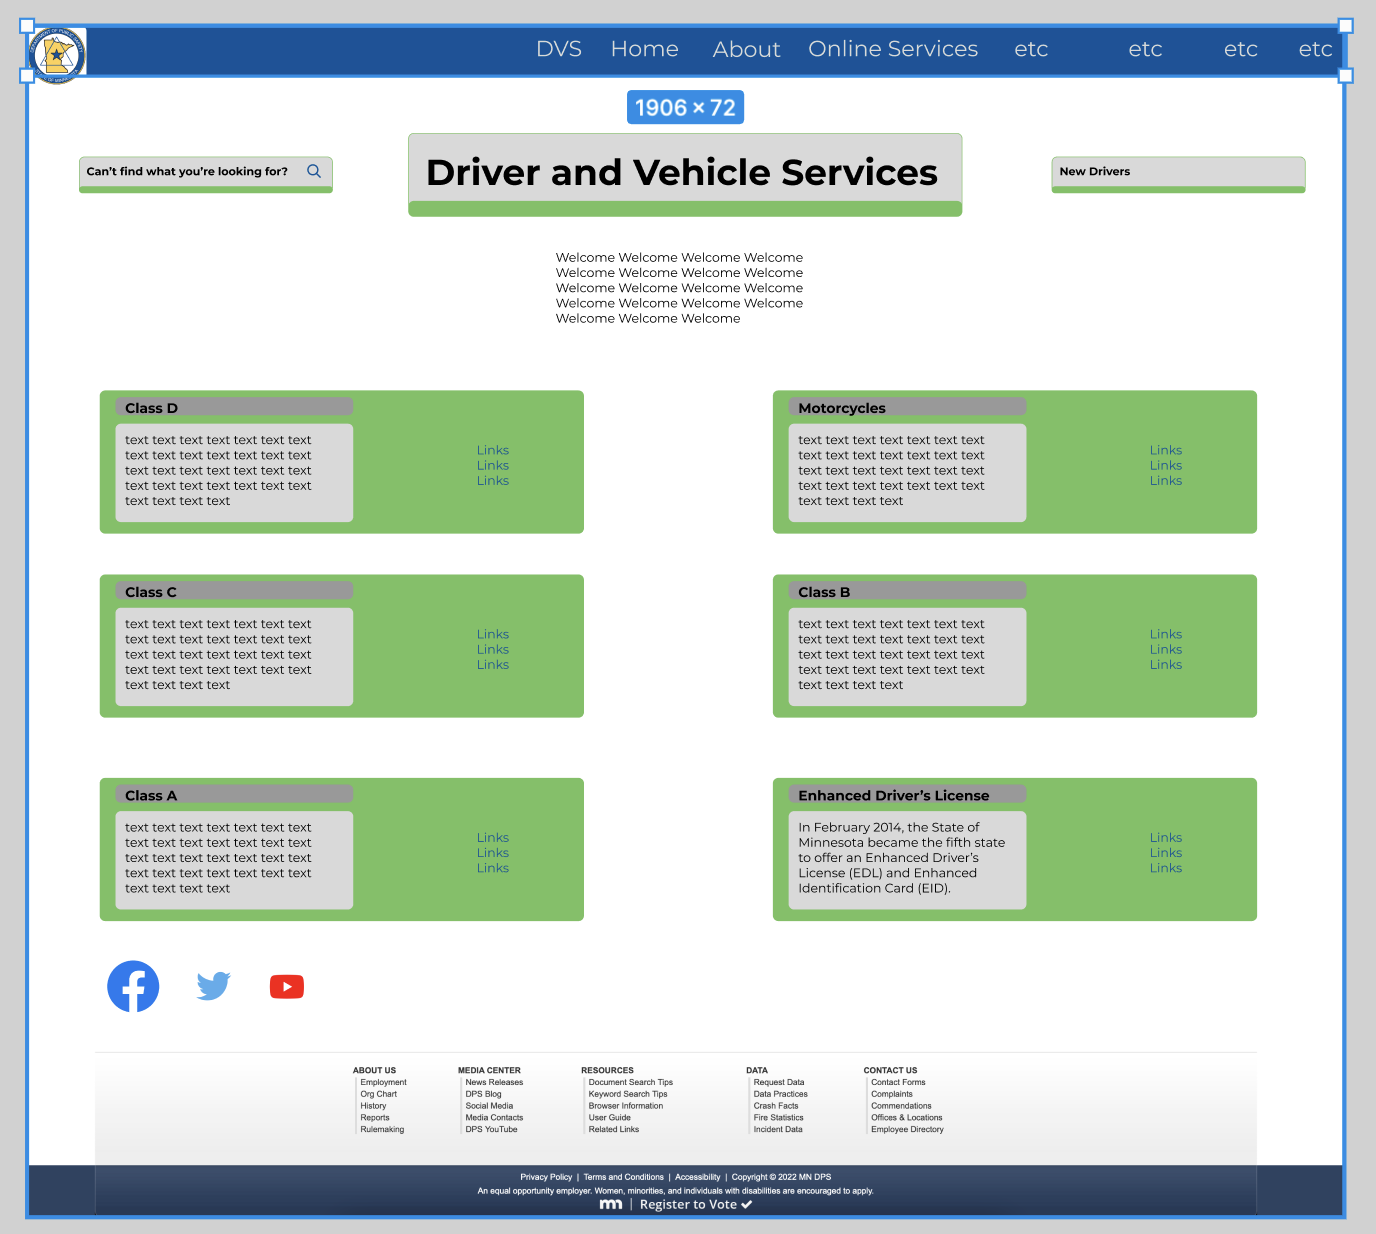 DVS Home About Online Services etc etc etc etc
1906 × 72
Can't find what you're looking for?
Driver and Vehicle Services
New Drivers
Welcome Welcome Welcome Welcome
Welcome Welcome Welcome Welcome
Welcome Welcome Welcome Welcome
Welcome Welcome Welcome Welcome
Welcome Welcome Welcome
Class D
text text text text text text text
text text text text text text text
text text text text text text text
text text text text text text text
text text text text
Links
Links
Links
Motorcycles
text text text text text text text
text text text text text text text
text text text text text text text
text text text text text text text
text text text text
Links
Links
Links
Class C
text text text text text text text
text text text text text text text
text text text text text text text
text text text text text text text
text text text text
Links
Links
Links
Class B
text text text text text text text
text text text text text text text
text text text text text text text
text text text text text text text
text text text text
Links
Links
Links
Class A
text text text text text text text
text text text text text text text
text text text text text text text
text text text text text text text
text text text text
Links
Links
Links
Enhanced Driver's License
In February 2014, the State of
Minnesota became the fifth state
to offer an Enhanced Driver's
License (EDL) and Enhanced
Identification Card (EID).
Links
Links
Links
ABOUT US
Employment
Org Chart
History
Reports
Rulemaking
MEDIA CENTER
News Releases
DPS Blog
Social Media
Media Contacts
DPS YouTube
RESOURCES
Document Search Tips
Keyword Search Tips
Browser Information
User Guide
Related Links
DATA
Request Data
Data Practices
Crash Facts
Fire Statistics
Incident Data
CONTACT US
Contact Forms
Complaints
Commendations
Offices & Locations
Employee Directory
Privacy Policy | Terms and Conditions | Accessibility | Copyright © 2022 MN DPS
An equal opportunity employer. Women, minorities, and individuals with disabilities are encouraged to apply.
mn | Register to Vote